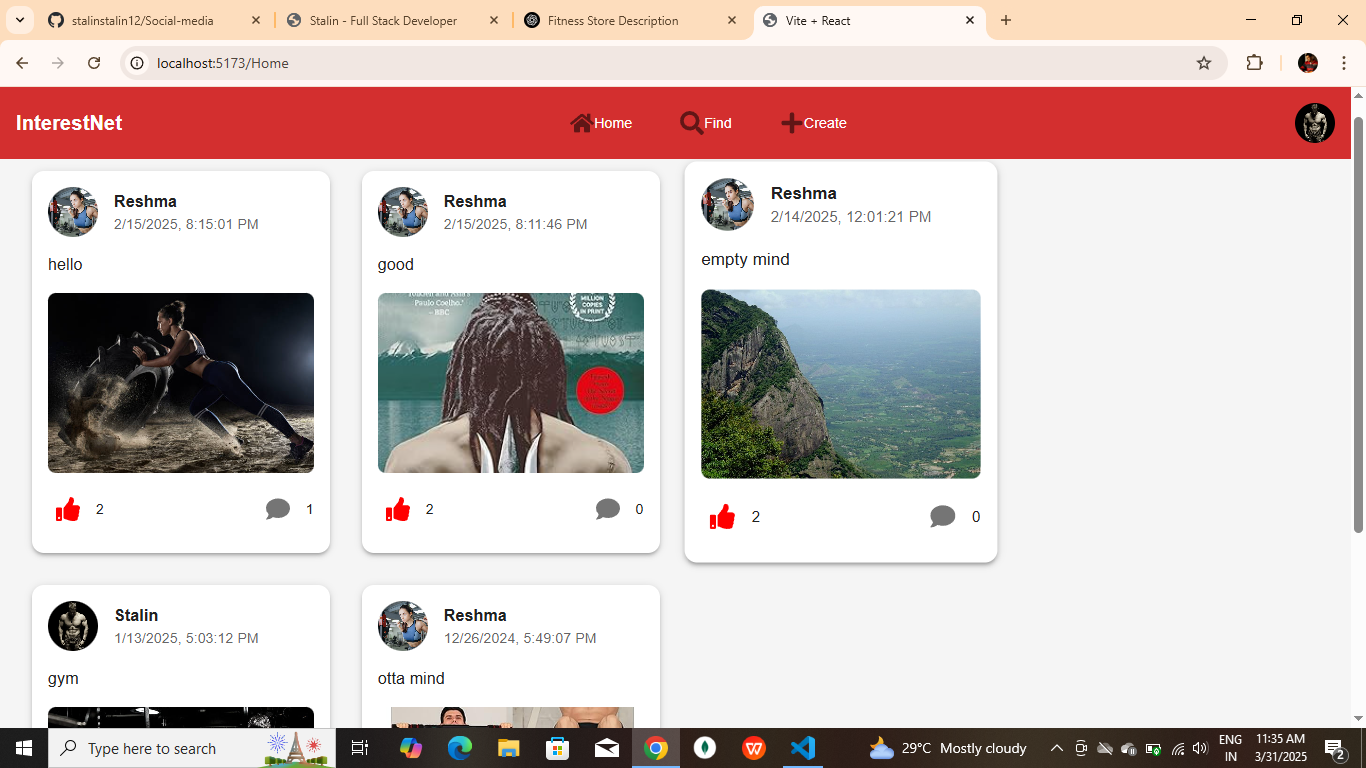 stalinstalin12/Social-media
Stalin - Full Stack Developer
Fitness Store Description
Vite + React
localhost:5173/Home
InterestNet
Home
Find
Create
Reshma
2/15/2025, 8:15:01 PM
hello
2
1
Reshma
2/15/2025, 8:11:46 PM
good
Paulo Coelho.'
– BBC
MILLION
COPIES
IN PRINT
2
0
Reshma
2/14/2025, 12:01:21 PM
empty mind
2
0
Stalin
1/13/2025, 5:03:12 PM
gym
Reshma
12/26/2024, 5:49:07 PM
otta mind
Type here to search
29°C Mostly cloudy
ENG
IN
11:35 AM
3/31/2025
2